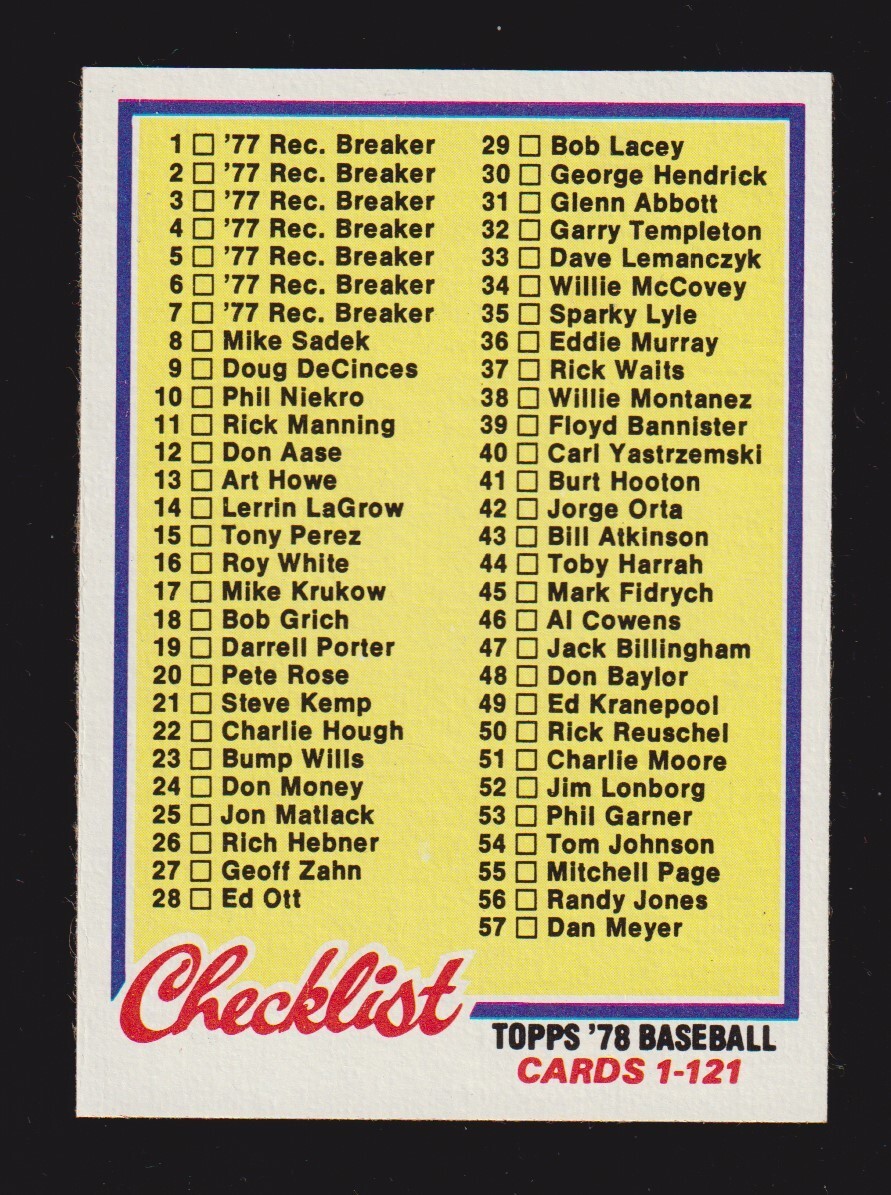 1 □ '77 Rec. Breaker
2 □ '77 Rec. Breaker
3 □ '77 Rec. Breaker
4 □ '77 Rec. Breaker
5 □ '77 Rec. Breaker
6 □ '77 Rec. Breaker
7 □ '77 Rec. Breaker
8 □ Mike Sadek
9 □ Doug DeCinces
10 □ Phil Niekro
11 □ Rick Manning
12 □ Don Aase
13 □ Art Howe
14 □ Lerrin LaGrow
15 □ Tony Perez
16 □ Roy White
17 □ Mike Krukow
18 □ Bob Grich
19 □ Darrell Porter
20 □ Pete Rose
21 □ Steve Kemp
22 □ Charlie Hough
23 □ Bump Wills
24 □ Don Money
25 □ Jon Matlack
26 □ Rich Hebner
27 □ Geoff Zahn
28 □ Ed Ott
29 □ Bob Lacey
30 □ George Hendrick
31 □ Glenn Abbott
32 □ Garry Templeton
33 □ Dave Lemanczyk
34 □ Willie McCovey
35 □ Sparky Lyle
36 □ Eddie Murray
37 □ Rick Waits
38 □ Willie Montanez
39 □ Floyd Bannister
40 □ Carl Yastrzemski
41 □ Burt Hooton
42 □ Jorge Orta
43 □ Bill Atkinson
44 □ Toby Harrah
45 □ Mark Fidrych
46 □ Al Cowens
47 □ Jack Billingham
48 □ Don Baylor
49 □ Ed Kranepool
50 □ Rick Reuschel
51 □ Charlie Moore
52 □ Jim Lonborg
53 □ Phil Garner
54 □ Tom Johnson
55 □ Mitchell Page
56 □ Randy Jones
57 □ Dan Meyer
Checklist
TOPPS '78 BASEBALL
CARDS 1-121